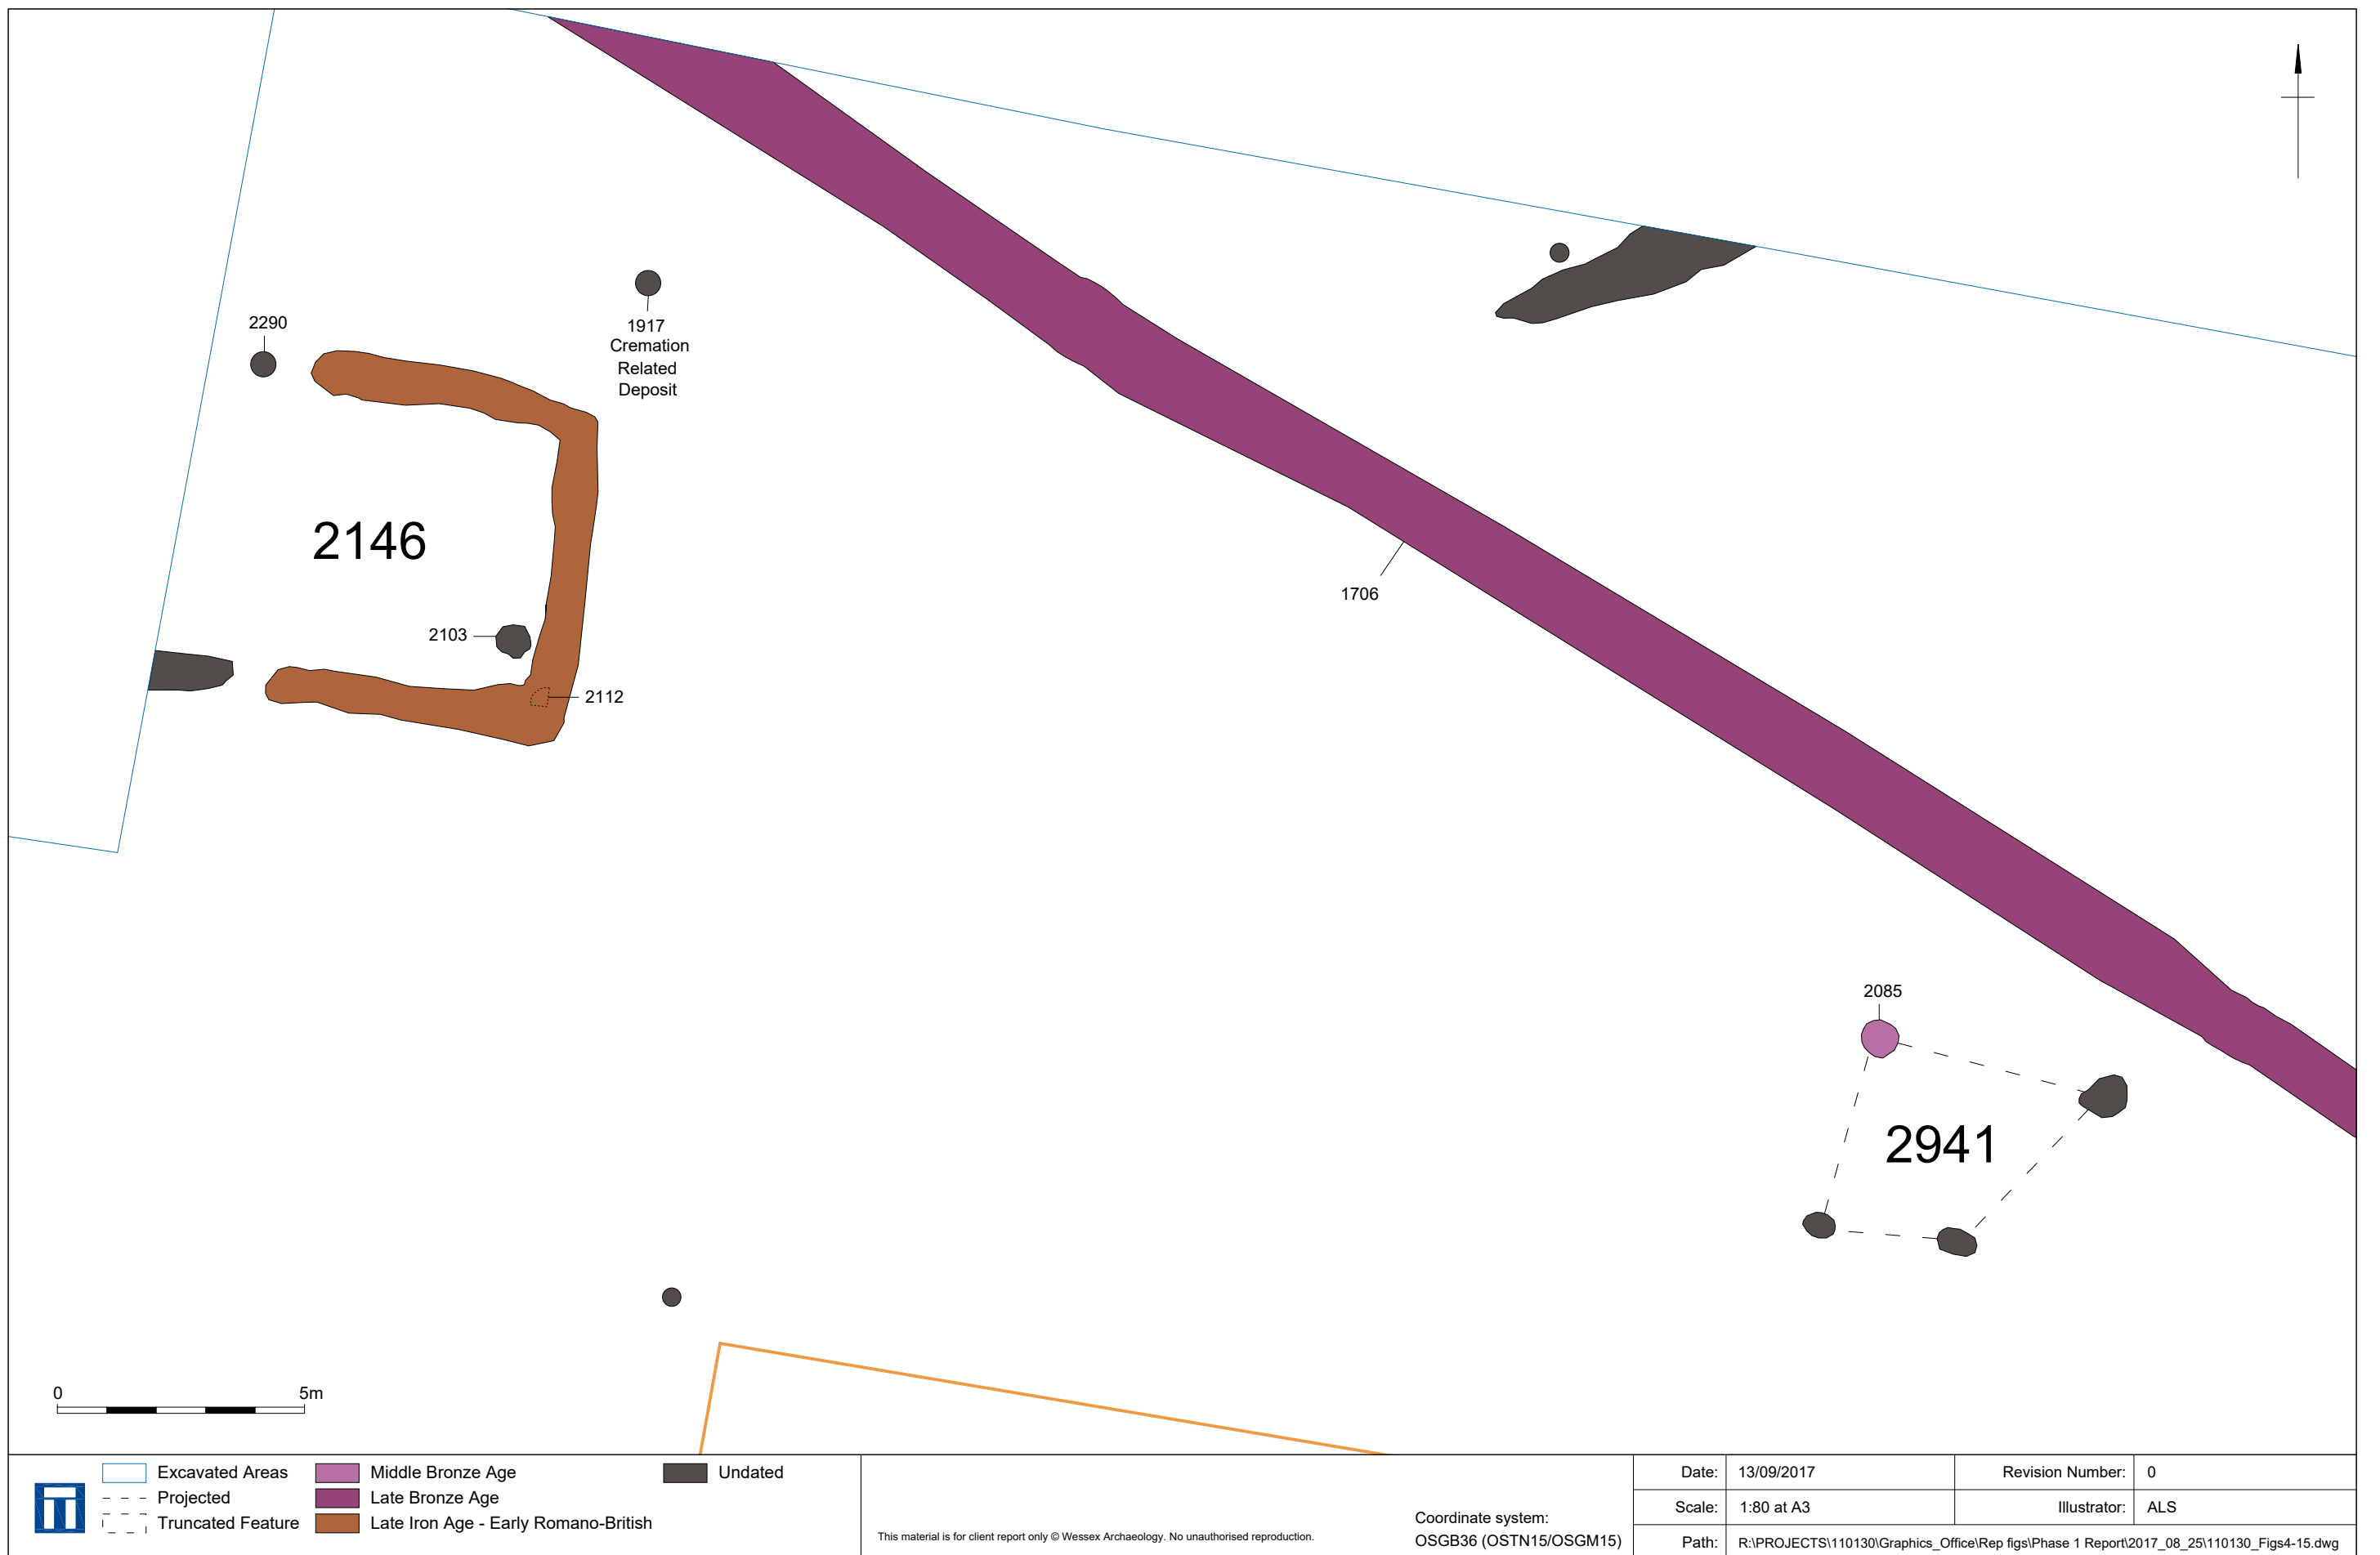 2290
1917
Cremation
Related
Deposit
2146
1706
2103
2112
2085
2941
0 5m
Excavated Areas
Projected
Truncated Feature
Middle Bronze Age
Late Bronze Age
Late Iron Age - Early Romano-British
Undated
This material is for client report only © Wessex Archaeology. No unauthorised reproduction.
Coordinate system:
OSGB36 (OSTN15/OSGM15)
Date: 13/09/2017 Revision Number: 0
Scale: 1:80 at A3 Illustrator: ALS
Path: R:\PROJECTS\110130\Graphics_Office\Rep figs\Phase 1 Report\2017_08_25\110130_Figs4-15.dwg